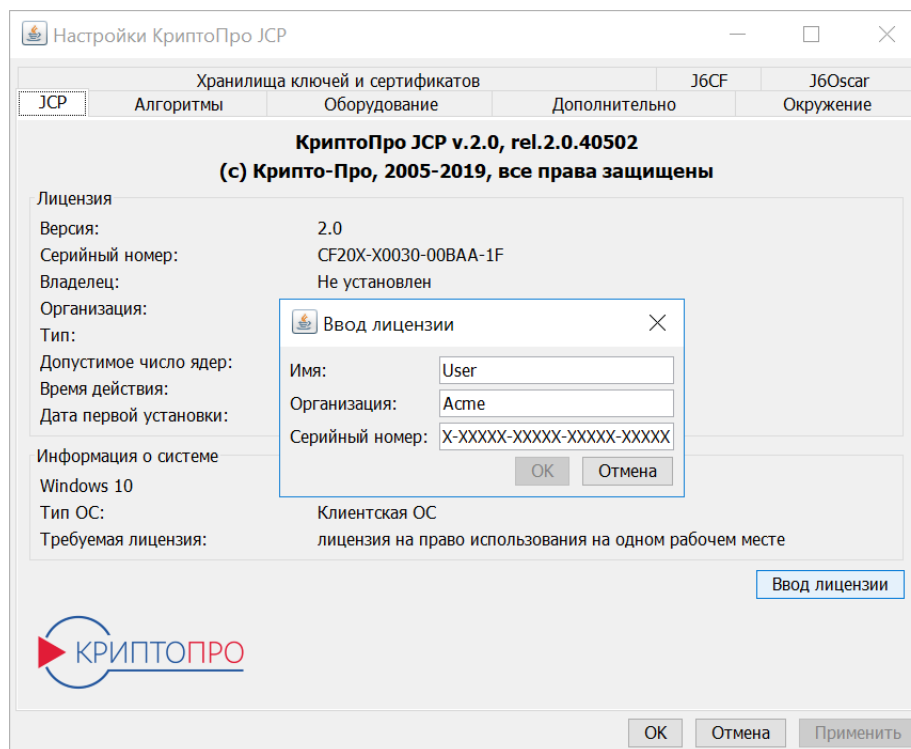 Настройки КриптоПро JCP
Хранилища ключей и сертификатов J6CF J6Oscar
JCP Алгоритмы Оборудование Дополнительно Окружение
КриптоПро JCP v.2.0, rel.2.0.40502
(c) Крипто-Про, 2005-2019, все права защищены
Лицензия
Версия: 2.0
Серийный номер: CF20X-X0030-00BAA-1F
Владелец: Не установлен
Организация:
Тип:
Допустимое число ядер:
Время действия:
Дата первой установки:
Ввод лицензии
Имя: User
Организация: Acme
Серийный номер: X-XXXXX-XXXXX-XXXXX-XXXXX
OK Отмена
Информация о системе
Windows 10
Тип ОС: Клиентская ОС
Требуемая лицензия: лицензия на право использования на одном рабочем месте
Ввод лицензии
КРИПТОПРО
OK Отмена Применить